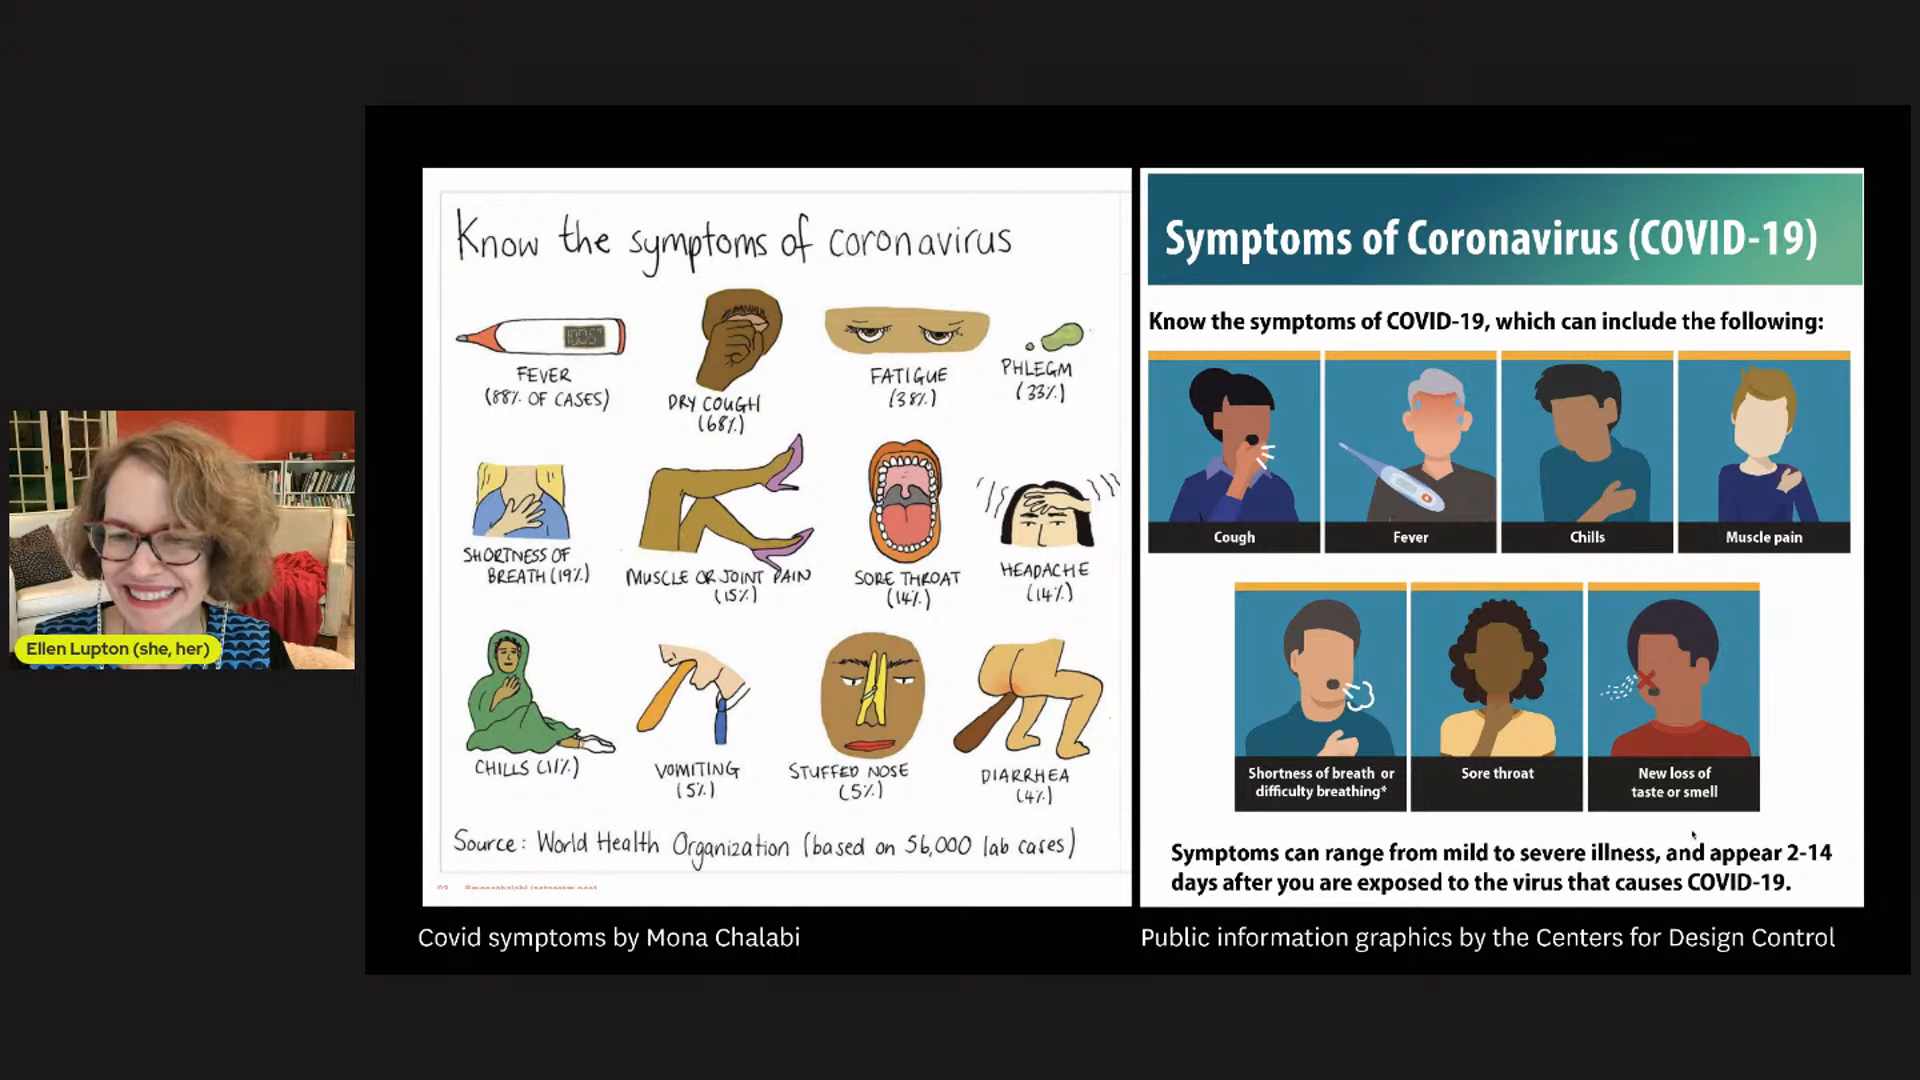 Know the symptoms of coronavirus
FEVER
(88% OF CASES)
DRY COUGH
(68%)
FATIGUE
(38%)
PHLEGM
(33%)
SHORTNESS OF
BREATH (19%)
MUSCLE OR JOINT PAIN
(15%)
SORE THROAT
(14%)
HEADACHE
(14%)
CHILLS (11%)
VOMITING
(5%)
STUFFED NOSE
(5%)
DIARRHEA
(4%)
Source: World Health Organization (based on 56,000 lab cases)
Covid symptoms by Mona Chalabi
Symptoms of Coronavirus (COVID-19)
Know the symptoms of COVID-19, which can include the following:
Cough
Fever
Chills
Muscle pain
Shortness of breath or
difficulty breathing*
Sore throat
New loss of
taste or smell
Symptoms can range from mild to severe illness, and appear 2-14
days after you are exposed to the virus that causes COVID-19.
Public information graphics by the Centers for Design Control
Ellen Lupton (she, her)